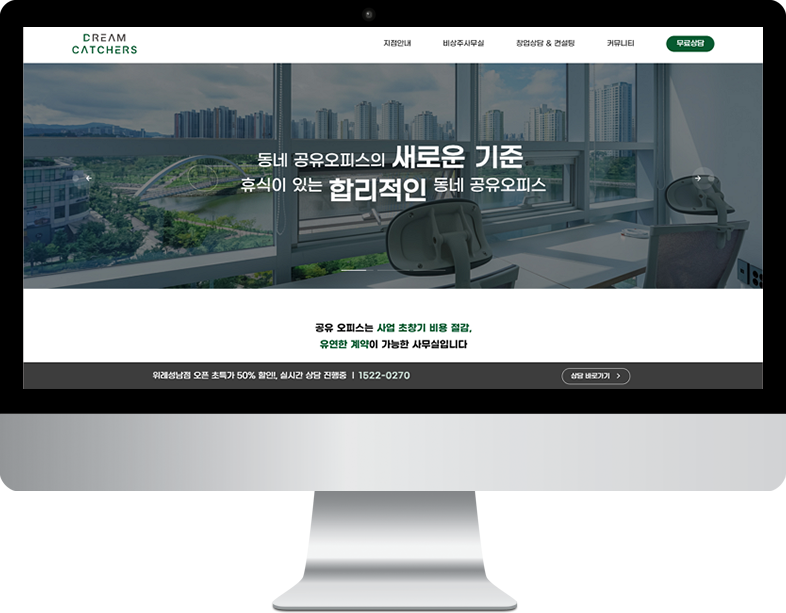 DREAM
CATCHERS
지점안내
비상주사무실
창업상담 & 컨설팅
커뮤니티
무료상담
동네 공유오피스의 새로운 기준
휴식이 있는 합리적인 동네 공유오피스
공유 오피스는 사업 초창기 비용 절감,
유연한 계약이 가능한 사무실입니다
위례성남점 오픈 초특가 50% 할인!, 실시간 상담 진행중 | 1522-0270
상담 바로가기